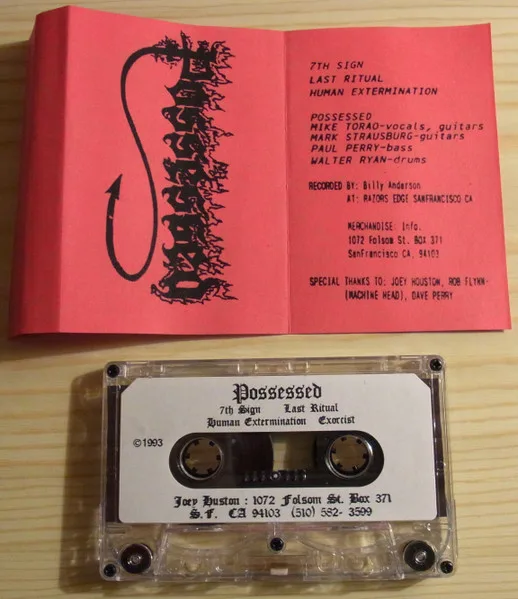 Possessed
7TH SIGN
LAST RITUAL
HUMAN EXTERMINATION
POSSESSED
MIKE TORAO-vocals, guitars
MARK STRAUSBURG-guitars
PAUL PERRY-bass
WALTER RYAN-drums
RECORDED BY: Billy Anderson
AT: RAZORS EDGE SANFRANCISCO CA
MERCHANDISE: Info.
1072 Folsom St. Box 371
SanFrancisco CA. 94103
SPECIAL THANKS TO: JOEY HOUSTON, ROB FLYNN-
(MACHINE HEAD), DAVE PERRY
Possessed
7th Sign Last Ritual
Human Extermination Exorcist
©1993
Joey Huston : 1072 Folsom St. Box 371
S.F. CA 94103 (510) 582- 3599